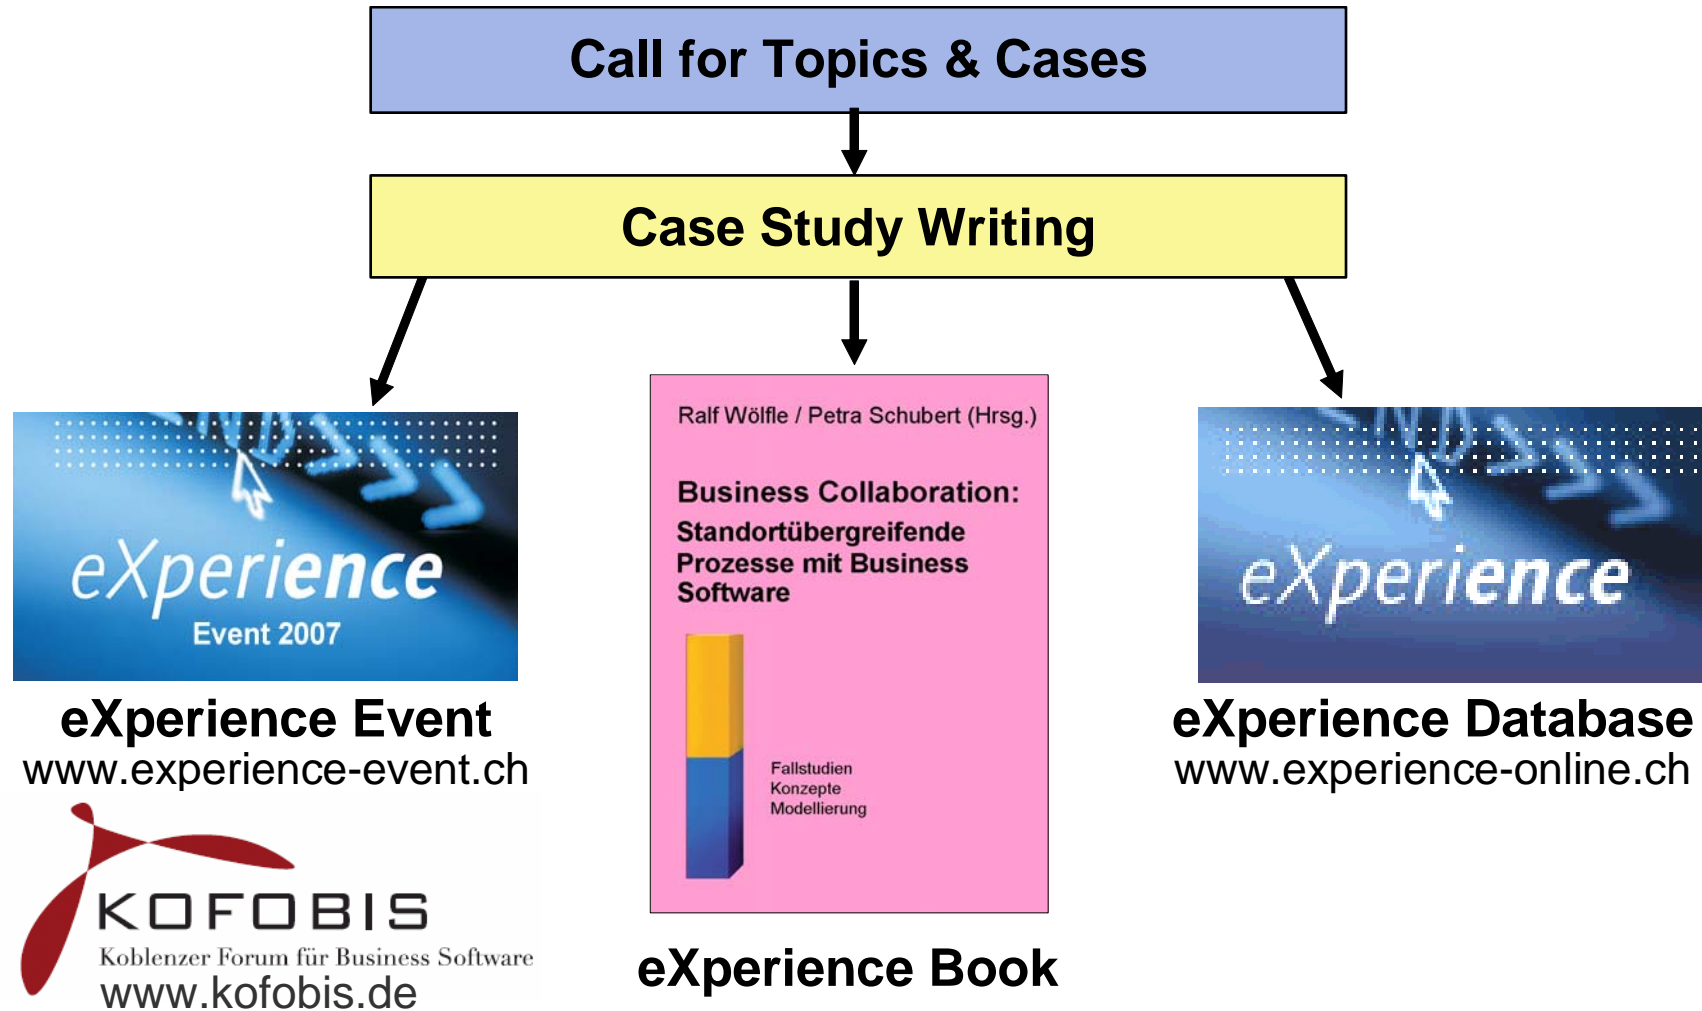 Call for Topics & Cases
Case Study Writing
eXperience
Event 2007
eXperience Event
www.experience-event.ch
KOFOBIS
Koblenzer Forum für Business Software
www.kofobis.de
Ralf Wölfle / Petra Schubert (Hrsg.)
Business Collaboration:
Standortübergreifende
Prozesse mit Business
Software
Fallstudien
Konzepte
Modellierung
eXperience Book
eXperience
eXperience Database
www.experience-online.ch